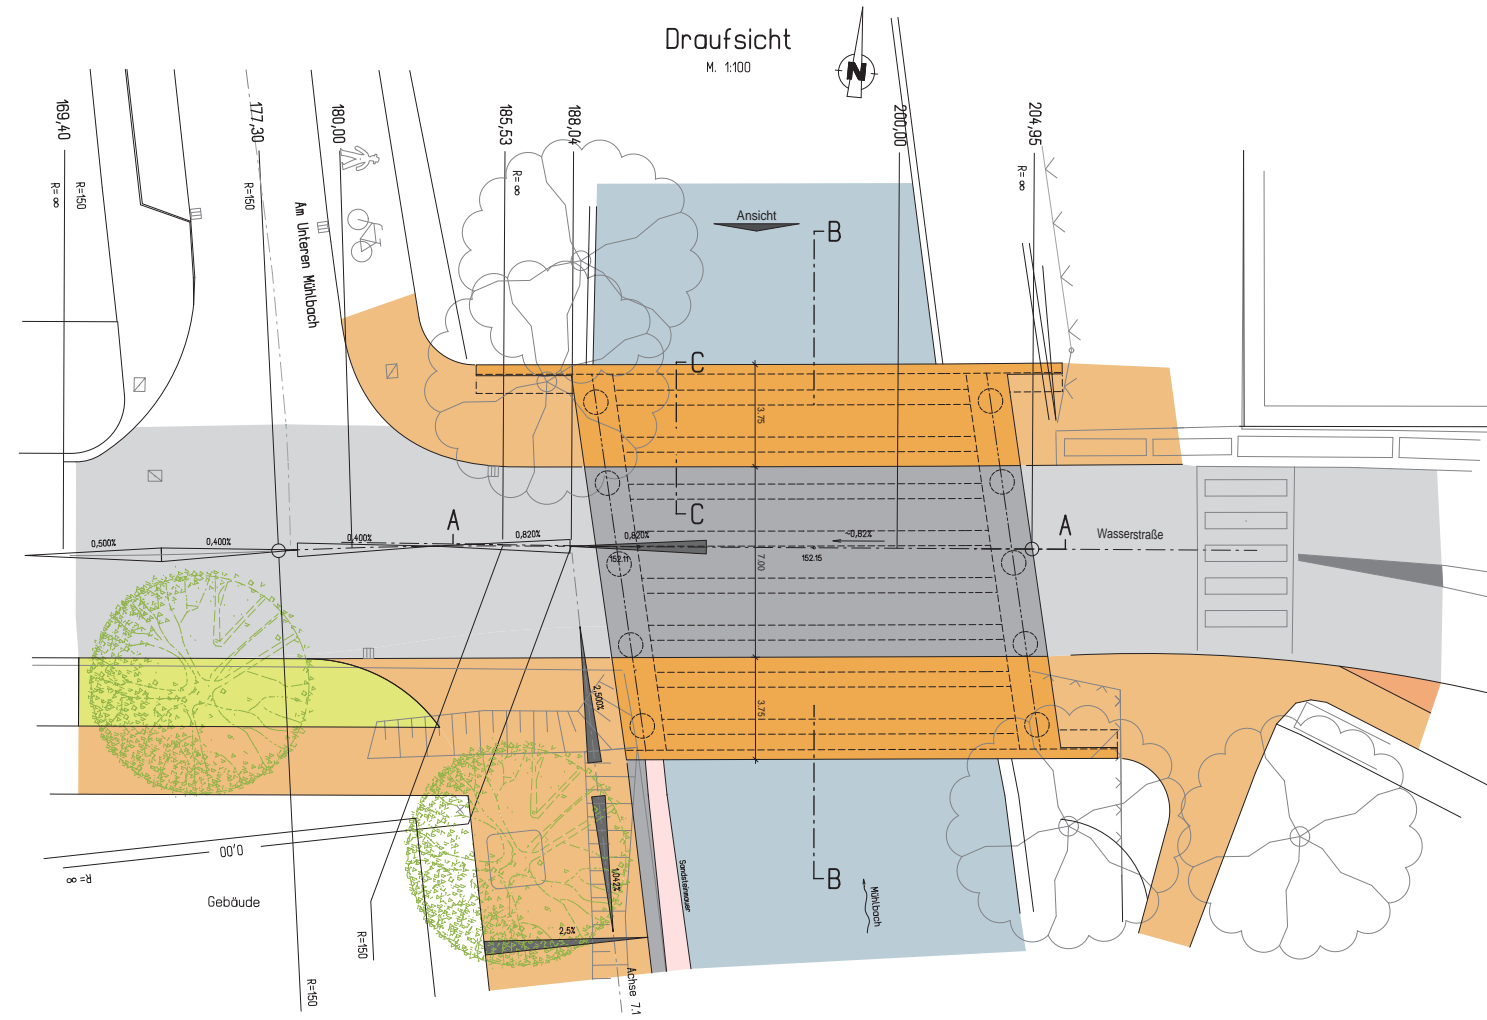 Draufsicht
M. 1:100
N
169,40
177,30
180,00
185,53
188,04
200,00
204,95
R=∞
R=150
R=150
R=∞
R=∞
Am Unteren Mühlbach
Ansicht
B
C
3.75
C
A
A
0,500%
0,400%
0,400%
0,820%
0,820%
~0,82%
152.11
152.15
7.00
Wasserstraße
2,500%
3.75
0,00
R=∞
Gebäude
R=150
R=150
1,042%
2,5%
Sandsteinmauer
B
Mühlbach
Achse 7.1